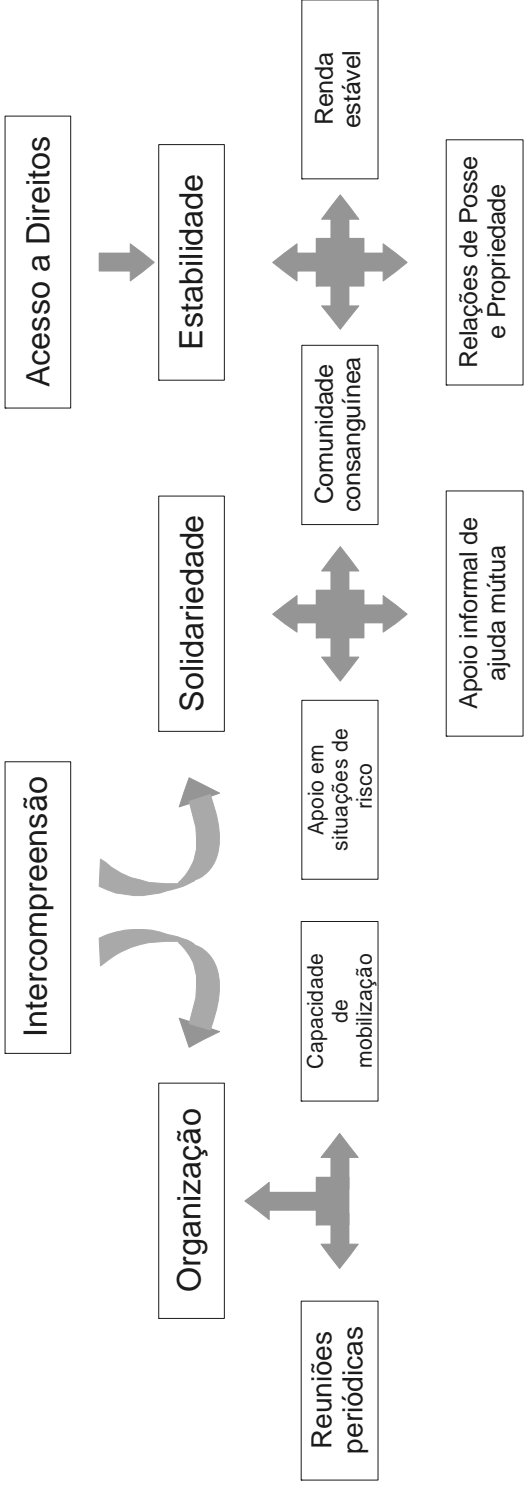 Intercompreensão
Acesso a Direitos
Organização
Solidariedade
Estabilidade
Reuniões
periódicas
Capacidade
de
mobilização
Apoio em
situações de
risco
Comunidade
consanguínea
Renda
estável
Apoio informal de
ajuda mútua
Relações de Posse
e Propriedade